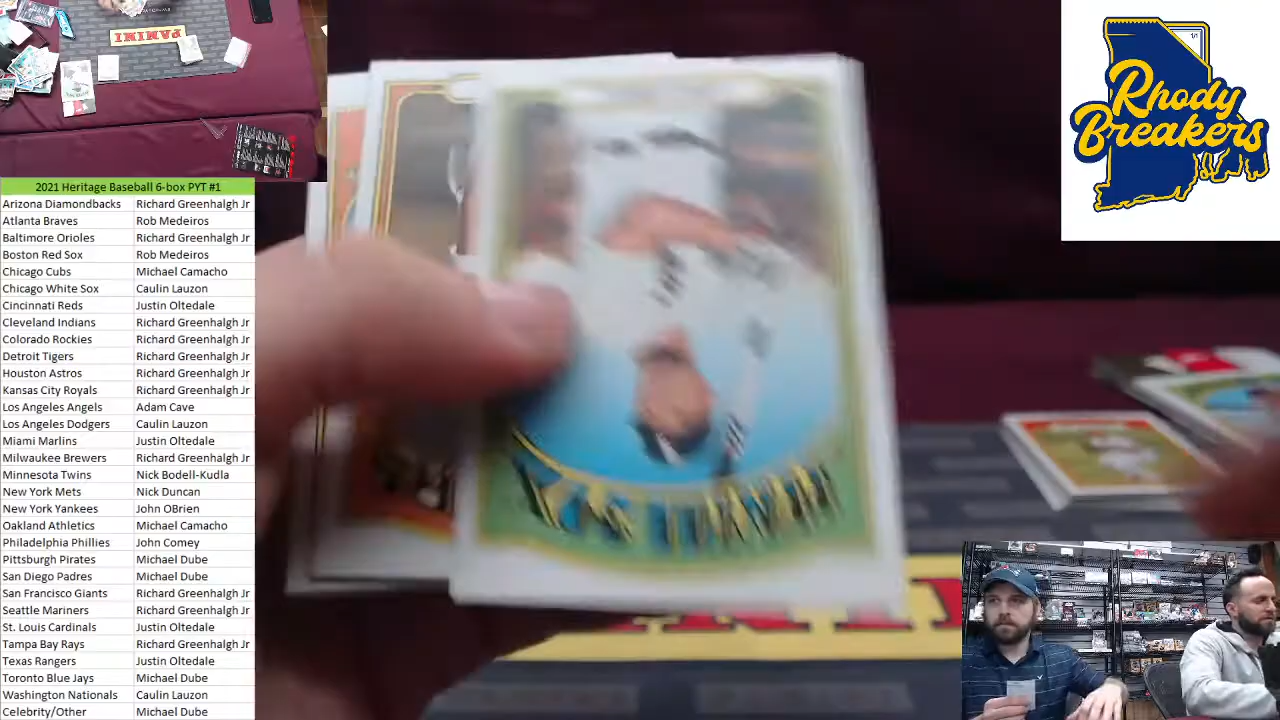 PANINI
Rhody
Breakers
1/1
2021 Heritage Baseball 6-box PYT #1
Arizona Diamondbacks Richard Greenhalgh Jr
Atlanta Braves Rob Medeiros
Baltimore Orioles Richard Greenhalgh Jr
Boston Red Sox Rob Medeiros
Chicago Cubs Michael Camacho
Chicago White Sox Caulin Lauzon
Cincinnati Reds Justin Oltedale
Cleveland Indians Richard Greenhalgh Jr
Colorado Rockies Richard Greenhalgh Jr
Detroit Tigers Richard Greenhalgh Jr
Houston Astros Richard Greenhalgh Jr
Kansas City Royals Richard Greenhalgh Jr
Los Angeles Angels Adam Cave
Los Angeles Dodgers Caulin Lauzon
Miami Marlins Justin Oltedale
Milwaukee Brewers Richard Greenhalgh Jr
Minnesota Twins Nick Bodell-Kudla
New York Mets Nick Duncan
New York Yankees John OBrien
Oakland Athletics Michael Camacho
Philadelphia Phillies John Comey
Pittsburgh Pirates Michael Dube
San Diego Padres Michael Dube
San Francisco Giants Richard Greenhalgh Jr
Seattle Mariners Richard Greenhalgh Jr
St. Louis Cardinals Justin Oltedale
Tampa Bay Rays Richard Greenhalgh Jr
Texas Rangers Justin Oltedale
Toronto Blue Jays Michael Dube
Washington Nationals Caulin Lauzon
Celebrity/Other Michael Dube